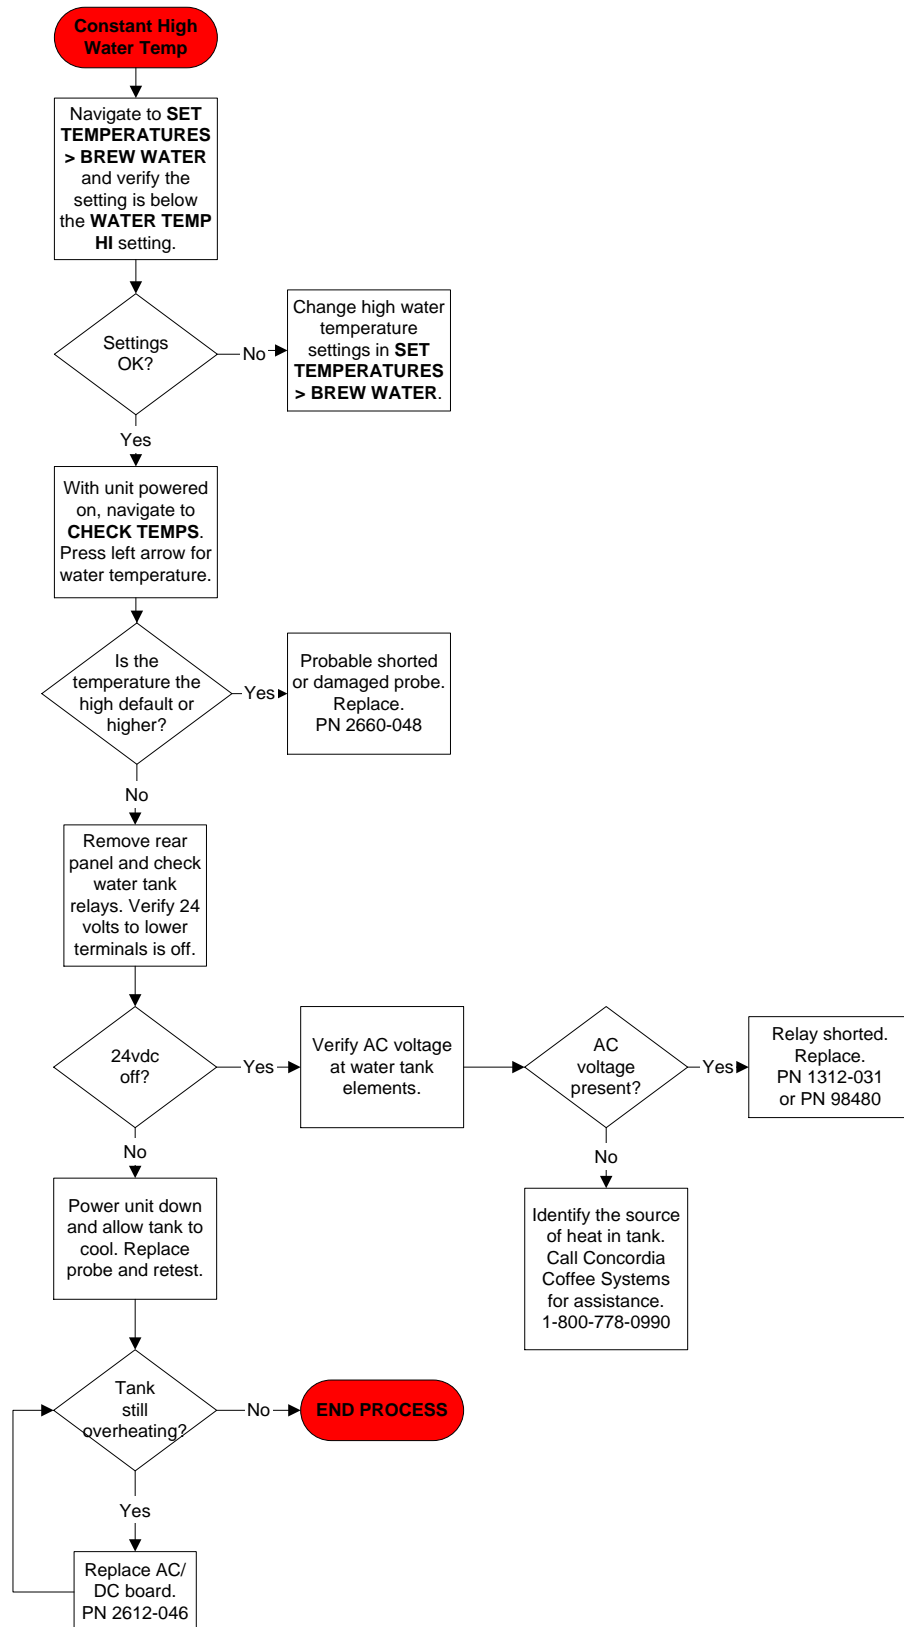 Constant High
Water Temp
Navigate to SET
TEMPERATURES
> BREW WATER
and verify the
setting is below
the WATER TEMP
HI setting.
Settings
OK?
No
Change high water
temperature
settings in SET
TEMPERATURES
> BREW WATER.
Yes
With unit powered
on, navigate to
CHECK TEMPS.
Press left arrow for
water temperature.
Is the
temperature the
high default or
higher?
Yes
Probable shorted
or damaged probe.
Replace.
PN 2660-048
No
Remove rear
panel and check
water tank
relays. Verify 24
volts to lower
terminals is off.
24vdc
off?
Yes
Verify AC voltage
at water tank
elements.
AC
voltage
present?
Yes
Relay shorted.
Replace.
PN 1312-031
or PN 98480
No
Identify the source
of heat in tank.
Call Concordia
Coffee Systems
for assistance.
1-800-778-0990
No
Power unit down
and allow tank to
cool. Replace
probe and retest.
Tank
still
overheating?
No
END PROCESS
Yes
Replace AC/
DC board.
PN 2612-046